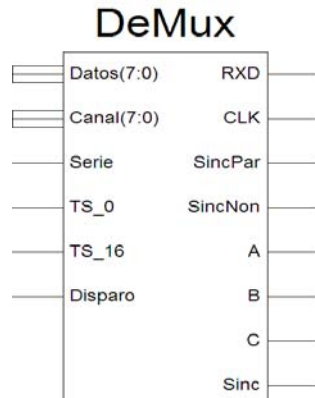 DeMux
Datos(7:0) RXD
Canal(7:0) CLK
Serie SincPar
TS_0 SincNon
TS_16 A
Disparo B
C
Sinc